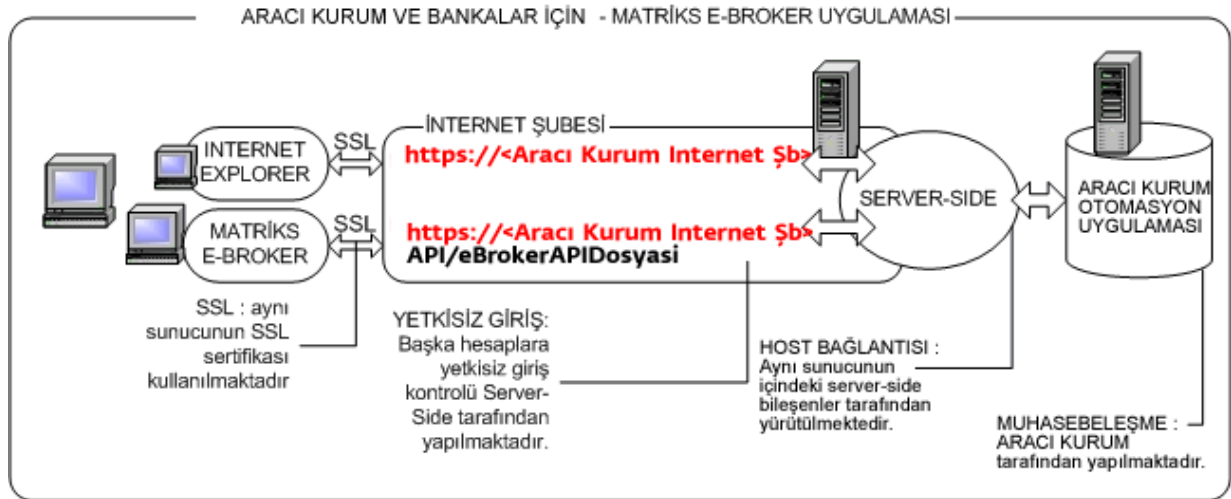 ARACI KURUM VE BANKALAR İÇİN - MATRİKS E-BROKER UYGULAMASI
INTERNET
EXPLORER
SSL
İNTERNET ŞUBESİ
https://<Aracı Kurum Internet Şb>
MATRİKS
E-BROKER
SSL
https://<Aracı Kurum Internet Şb>
API/eBrokerAPIDosyasi
SERVER-SIDE
ARACI KURUM
OTOMASYON
UYGULAMASI
SSL : aynı
sunucunun SSL
sertifikası
kullanılmaktadır
YETKİSİZ GİRİŞ:
Başka hesaplara
yetkisiz giriş
kontrolü Server-
Side tarafından
yapılmaktadır.
HOST BAĞLANTISI :
Aynı sunucunun
içindeki server-side
bileşenler tarafından
yürütülmektedir.
MUHASEBELEŞME :
ARACI KURUM
tarafından yapılmaktadır.